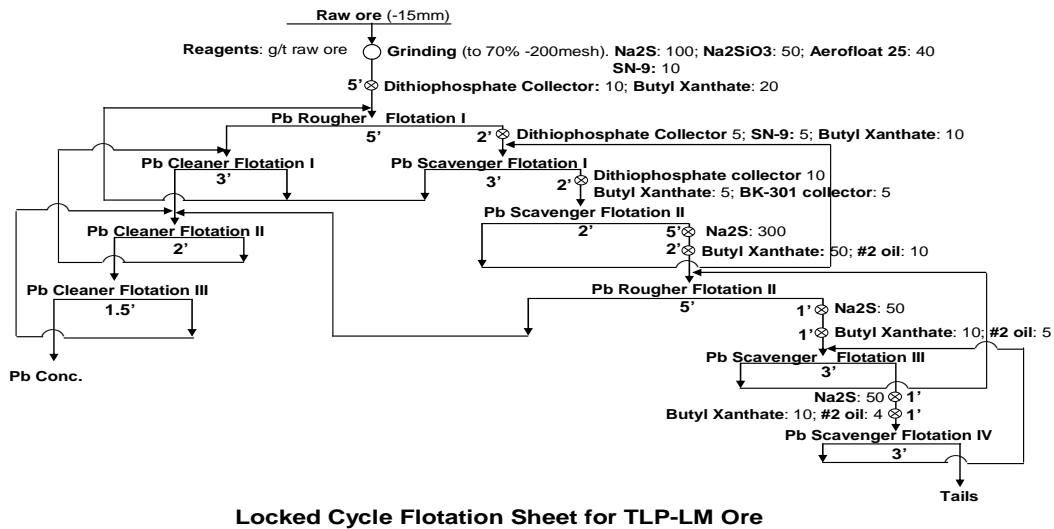 Raw ore (-15mm)
Reagents: g/t raw ore
Grinding (to 70% -200mesh). Na2S: 100; Na2SiO3: 50; Aerofloat 25: 40
SN-9: 10
5’ Dithiophosphate Collector: 10; Butyl Xanthate: 20
Pb Rougher Flotation I
5’
2’ Dithiophosphate Collector 5; SN-9: 5; Butyl Xanthate: 10
Pb Cleaner Flotation I
3’
Pb Scavenger Flotation I
3’
Dithiophosphate collector 10
2’ Butyl Xanthate: 5; BK-301 collector: 5
Pb Scavenger Flotation II
2’
5’ Na2S: 300
2’ Butyl Xanthate: 50; #2 oil: 10
Pb Cleaner Flotation II
2’
Pb Cleaner Flotation III
1.5’
Pb Conc.
Pb Rougher Flotation II
5’
1’ Na2S: 50
1’ Butyl Xanthate: 10; #2 oil: 5
Pb Scavenger Flotation III
3’
Na2S: 50 1’
Butyl Xanthate: 10; #2 oil: 4 1’
Pb Scavenger Flotation IV
3’
Tails
Locked Cycle Flotation Sheet for TLP-LM Ore